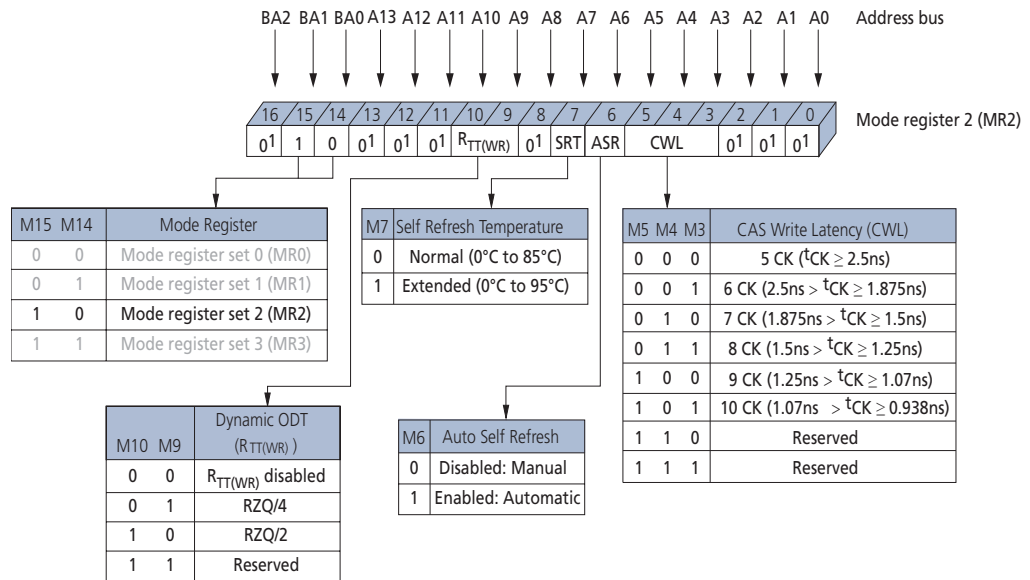 BA2 BA1 BA0 A13 A12 A11 A10 A9 A8 A7 A6 A5 A4 A3 A2 A1 A0 Address bus
16 15 14 13 12 11 10 9 8 7 6 5 4 3 2 1 0 Mode register 2 (MR2)
0¹ 1 0 0¹ 0¹ 0¹ RTT(WR) 0¹ SRT ASR CWL 0¹ 0¹ 0¹
M15 M14 Mode Register
0 0 Mode register set 0 (MR0)
0 1 Mode register set 1 (MR1)
1 0 Mode register set 2 (MR2)
1 1 Mode register set 3 (MR3)
M7 Self Refresh Temperature
0 Normal (0°C to 85°C)
1 Extended (0°C to 95°C)
M5 M4 M3 CAS Write Latency (CWL)
0 0 0 5 CK (tCK ≥ 2.5ns)
0 0 1 6 CK (2.5ns > tCK ≥ 1.875ns)
0 1 0 7 CK (1.875ns > tCK ≥ 1.5ns)
0 1 1 8 CK (1.5ns > tCK ≥ 1.25ns)
1 0 0 9 CK (1.25ns > tCK ≥ 1.07ns)
1 0 1 10 CK (1.07ns > tCK ≥ 0.938ns)
1 1 0 Reserved
1 1 1 Reserved
M10 M9 Dynamic ODT
(RTT(WR) )
0 0 RTT(WR) disabled
0 1 RZQ/4
1 0 RZQ/2
1 1 Reserved
M6 Auto Self Refresh
0 Disabled: Manual
1 Enabled: Automatic